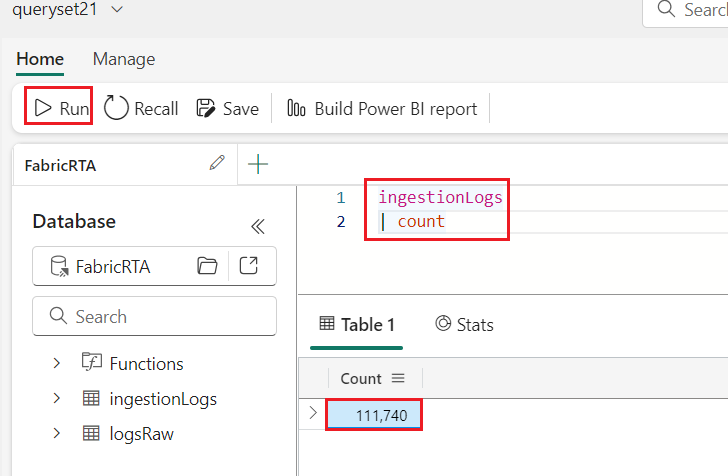 queryset21
Search
Home Manage
Run Recall Save Build Power BI report
FabricRTA
1 ingestionLogs
2 | count
Database
FabricRTA
Search
Functions
ingestionLogs
logsRaw
Table 1 Stats
Count
111,740